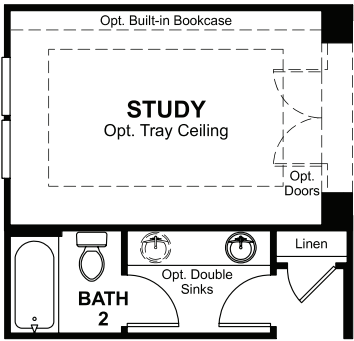 Opt. Built-in Bookcase
STUDY
Opt. Tray Ceiling
Opt.
Doors
Linen
Opt. Double
Sinks
BATH
2